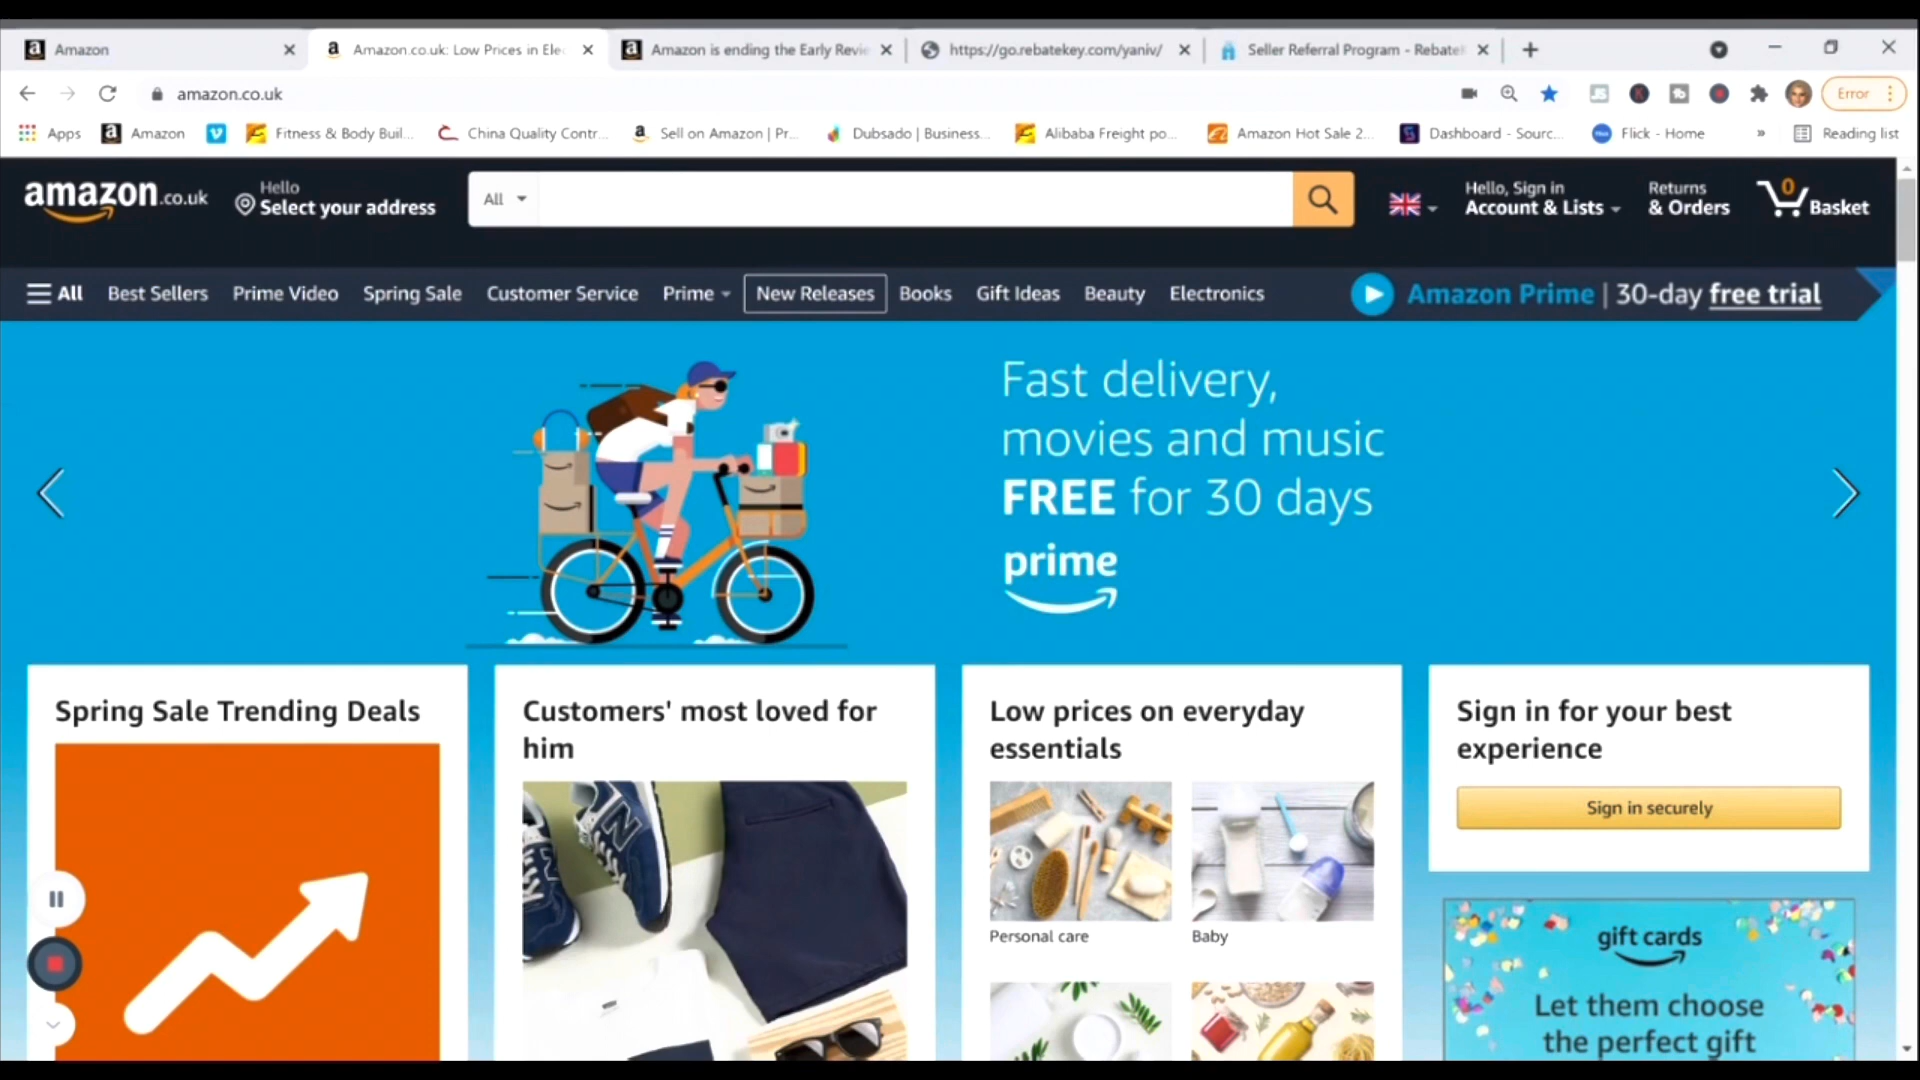 Amazon
Amazon.co.uk: Low Prices in Elec
Amazon is ending the Early Revie
https://go.rebatekey.com/yaniv/
Seller Referral Program - Rebate
amazon.co.uk
Error
Apps
Amazon
Fitness & Body Buil...
China Quality Contr...
Sell on Amazon | Pr...
Dubsado | Business...
Alibaba Freight po...
Amazon Hot Sale 2...
Dashboard - Sourc...
Flick - Home
»
Reading list
amazon.co.uk
Hello
Select your address
All
Hello, Sign in
Account & Lists
Returns
& Orders
0
Basket
All
Best Sellers
Prime Video
Spring Sale
Customer Service
Prime
New Releases
Books
Gift Ideas
Beauty
Electronics
Amazon Prime | 30-day free trial
Fast delivery,
movies and music
FREE for 30 days
prime
Spring Sale Trending Deals
Customers' most loved for
him
Low prices on everyday
essentials
Personal care
Baby
Sign in for your best
experience
Sign in securely
gift cards
Let them choose
the perfect gift